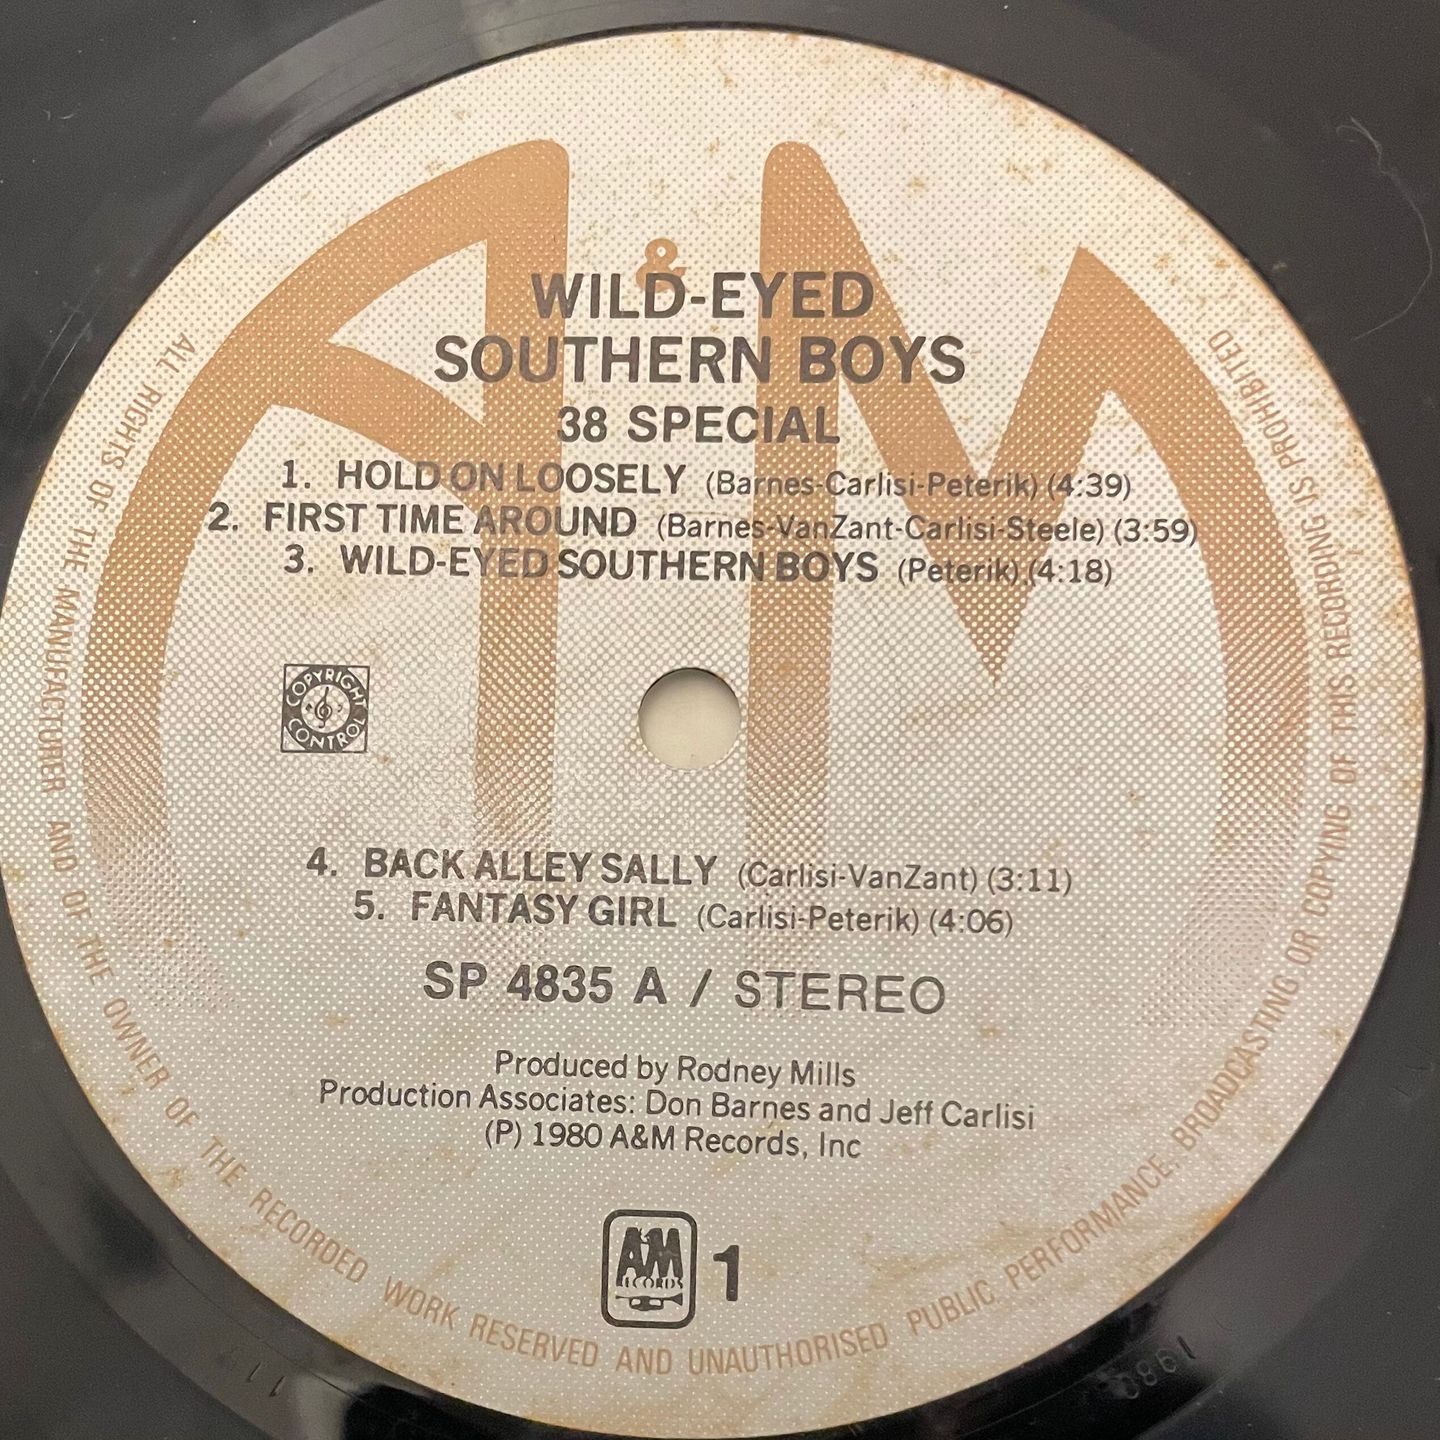 &
WILD-EYED
SOUTHERN BOYS
38 SPECIAL
1. HOLD ON LOOSELY (Barnes-Carlisi-Peterik) (4:39)
2. FIRST TIME AROUND (Barnes-VanZant-Carlisi-Steele) (3:59)
3. WILD-EYED SOUTHERN BOYS (Peterik) (4:18)
COPYRIGHT
CONTROL
4. BACK ALLEY SALLY (Carlisi-VanZant) (3:11)
5. FANTASY GIRL (Carlisi-Peterik) (4:06)
SP 4835 A / STEREO
Produced by Rodney Mills
Production Associates: Don Barnes and Jeff Carlisi
(P) 1980 A&M Records, Inc
A&M
RECORDS
1
ALL RIGHTS OF THE MANUFACTURER AND OF THE OWNER OF THE RECORDED WORK RESERVED AND UNAUTHORISED PUBLIC PERFORMANCE, BROADCASTING OR COPYING OF THIS RECORDING IS PROHIBITED